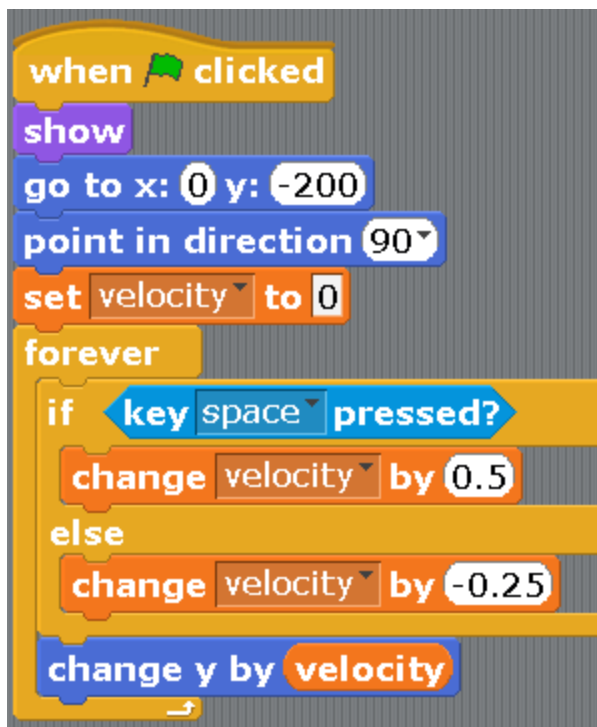 when clicked
show
go to x: 0 y: -200
point in direction 90
set velocity to 0
forever
if key space pressed?
change velocity by 0.5
else
change velocity by -0.25
change y by velocity